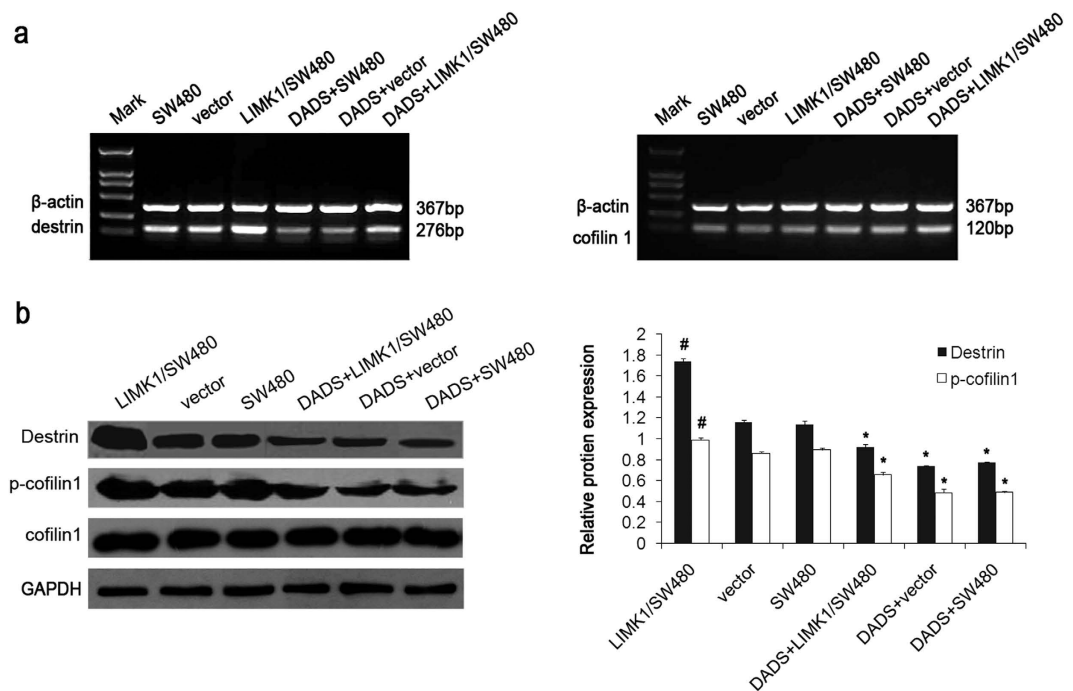 a
Mark
SW480
vector
LIMK1/SW480
DADS+SW480
DADS+vector
DADS+LIMK1/SW480
β-actin
367bp
destrin
276bp
Mark
SW480
vector
LIMK1/SW480
DADS+SW480
DADS+vector
DADS+LIMK1/SW480
β-actin
367bp
cofilin 1
120bp
b
LIMK1/SW480
vector
SW480
DADS+LIMK1/SW480
DADS+vector
DADS+SW480
Destrin
p-cofilin1
cofilin1
GAPDH
Relative protien expression
2
1.8
1.6
1.4
1.2
1
0.8
0.6
0.4
0.2
0
#
#
*
*
*
*
*
*
Destrin
p-cofilin1
LIMK1/SW480
vector
SW480
DADS+LIMK1/SW480
DADS+vector
DADS+SW480